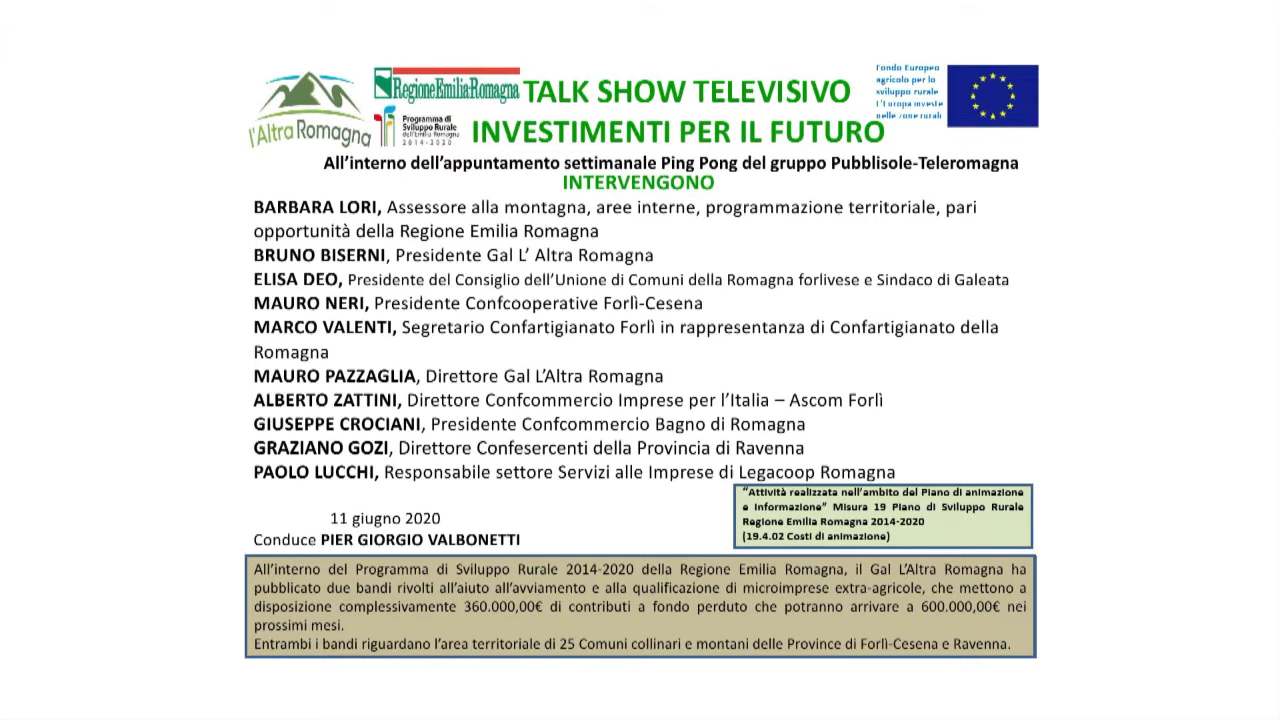 l'Altra Romagna
RegioneEmilia-Romagna
Programma di
Sviluppo Rurale
dell'Emilia-Romagna
2014-2020
TALK SHOW TELEVISIVO
INVESTIMENTI PER IL FUTURO
Fondo Europeo
agricolo per lo
sviluppo rurale
L'Europa investe
nelle zone rurali
All'interno dell'appuntamento settimanale Ping Pong del gruppo Pubblisole-Teleromagna
INTERVENGONO
BARBARA LORI, Assessore alla montagna, aree interne, programmazione territoriale, pari
opportunità della Regione Emilia Romagna
BRUNO BISERNI, Presidente Gal L' Altra Romagna
ELISA DEO, Presidente del Consiglio dell'Unione di Comuni della Romagna forlivese e Sindaco di Galeata
MAURO NERI, Presidente Confcooperative Forlì-Cesena
MARCO VALENTI, Segretario Confartigianato Forlì in rappresentanza di Confartigianato della
Romagna
MAURO PAZZAGLIA, Direttore Gal L'Altra Romagna
ALBERTO ZATTINI, Direttore Confcommercio Imprese per l'Italia – Ascom Forlì
GIUSEPPE CROCIANI, Presidente Confcommercio Bagno di Romagna
GRAZIANO GOZI, Direttore Confesercenti della Provincia di Ravenna
PAOLO LUCCHI, Responsabile settore Servizi alle Imprese di Legacoop Romagna
"Attività realizzata nell'ambito del Piano di animazione
e informazione" Misura 19 Piano di Sviluppo Rurale
Regione Emilia Romagna 2014-2020
(19.4.02 Costi di animazione)
11 giugno 2020
Conduce PIER GIORGIO VALBONETTI
All'interno del Programma di Sviluppo Rurale 2014-2020 della Regione Emilia Romagna, il Gal L'Altra Romagna ha
pubblicato due bandi rivolti all'aiuto all'avviamento e alla qualificazione di microimprese extra-agricole, che mettono a
disposizione complessivamente 360.000,00€ di contributi a fondo perduto che potranno arrivare a 600.000,00€ nei
prossimi mesi.
Entrambi i bandi riguardano l'area territoriale di 25 Comuni collinari e montani delle Province di Forlì-Cesena e Ravenna.